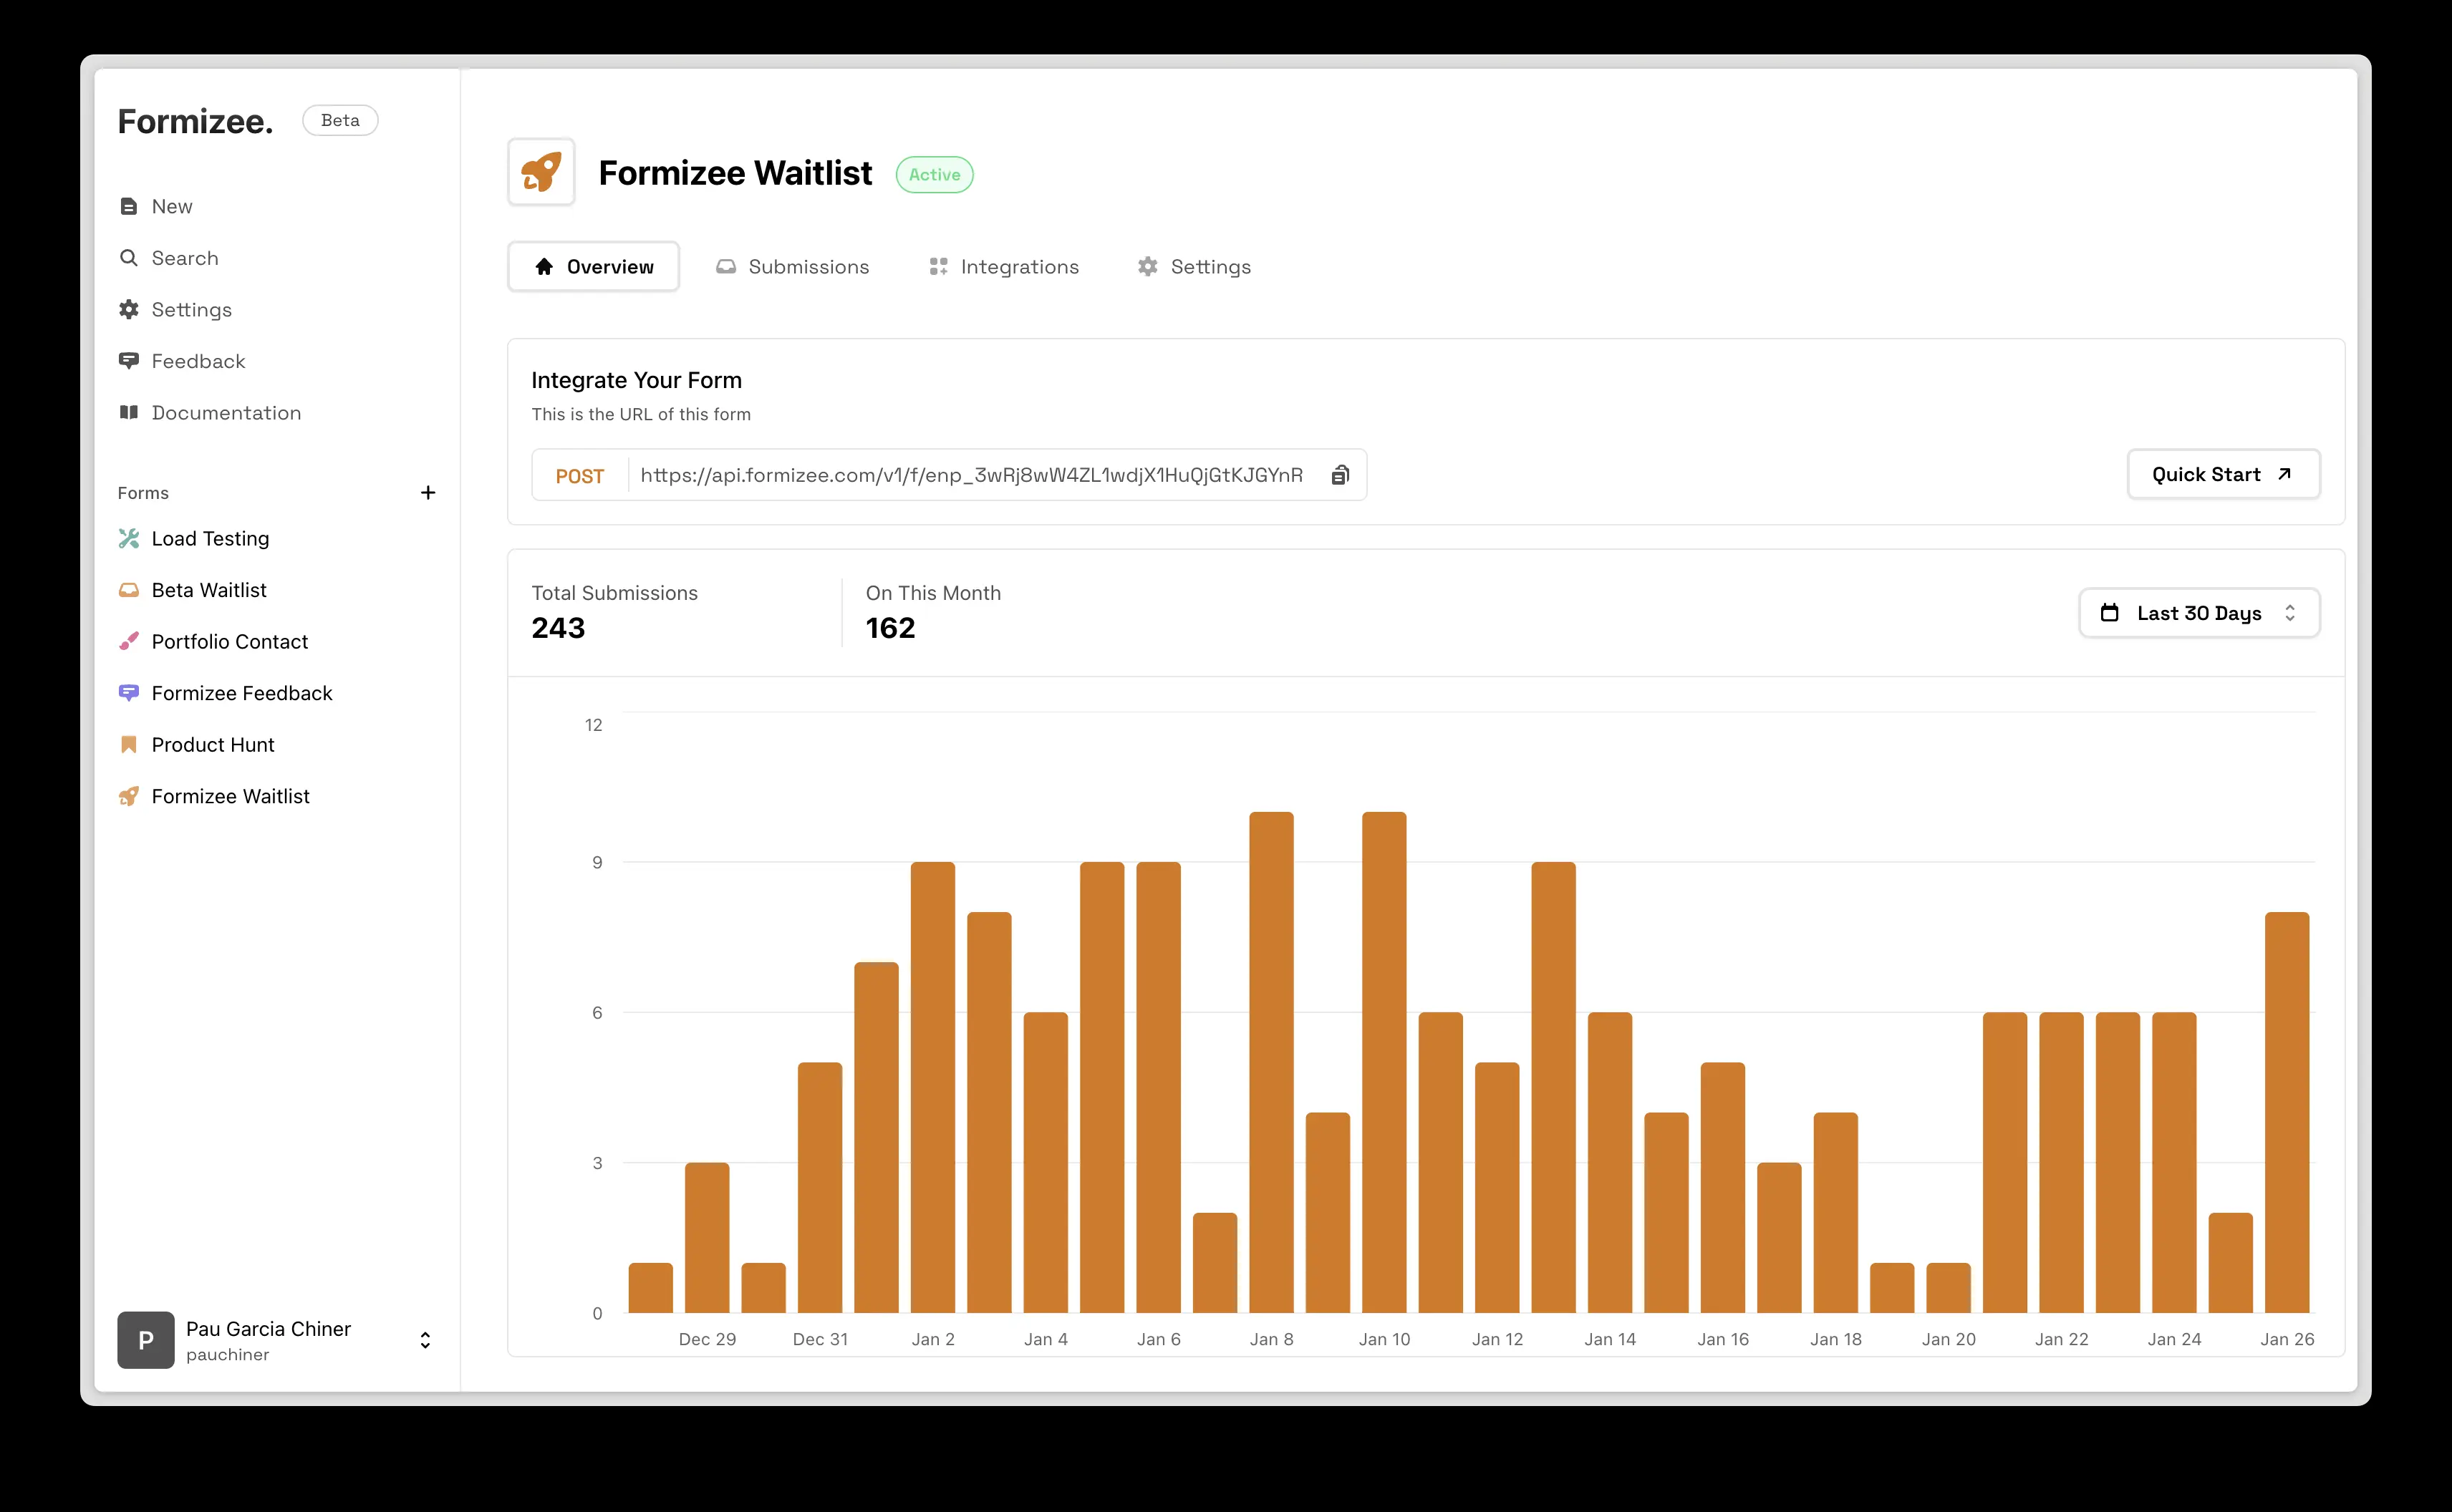 Formizee.
Beta
New
Search
Settings
Feedback
Documentation
Forms
Load Testing
Beta Waitlist
Portfolio Contact
Formizee Feedback
Product Hunt
Formizee Waitlist
P
Pau Garcia Chiner
pauchiner
Formizee Waitlist
Active
Overview
Submissions
Integrations
Settings
Integrate Your Form
This is the URL of this form
POST https://api.formizee.com/v1/f/enp_3wRj8wW4ZL1wdjX1HuQjGtKJGYnR
Quick Start
Total Submissions
243
On This Month
162
Last 30 Days
12
9
6
3
0
Dec 29 Dec 31 Jan 2 Jan 4 Jan 6 Jan 8 Jan 10 Jan 12 Jan 14 Jan 16 Jan 18 Jan 20 Jan 22 Jan 24 Jan 26